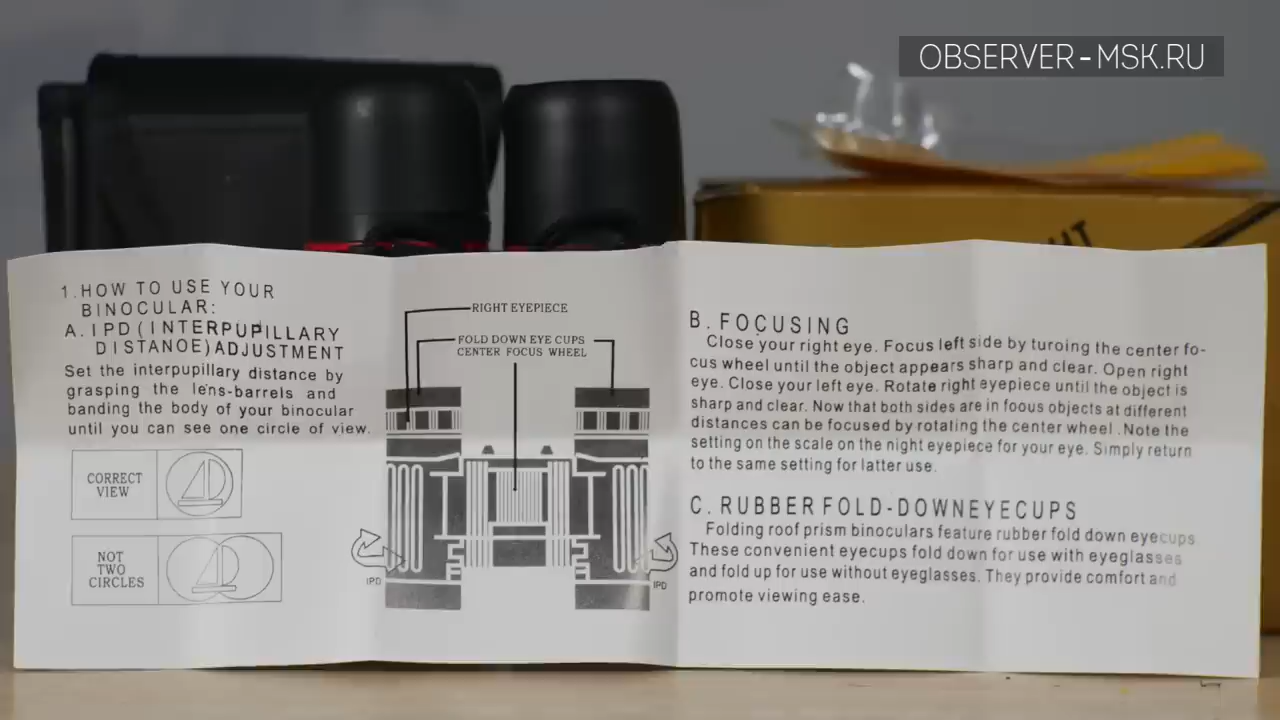 OBSERVER-MSK.RU
HT
1.HOW TO USE YOUR
BINOCULAR:
A. IPD(INTERPUPILLARY
DISTANOE)ADJUSTMENT
Set the interpupillary distance by
grasping the lens-barrels and
banding the body of your binocular
until you can see one circle of view.
CORRECT
VIEW
NOT
TWO
CIRCLES
RIGHT EYEPIECE
FOLD DOWN EYE CUPS
CENTER FOCUS WHEEL
IPD
IPD
B. FOCUSING
Close your right eye. Focus left side by turoing the center fo-
cus wheel until the object appears sharp and clear. Open right
eye. Close your left eye. Rotate right eyepiece until the object is
sharp and clear. Now that both sides are in foous objects at different
distances can be focused by rotating the center wheel .Note the
setting on the scale on the night eyepiece for your eye. Simply return
to the same setting for latter use.
C. RUBBER FOLD-DOWNEYECUPS
Folding roof prism binoculars feature rubber fold down eyecups
These convenient eyecups fold down for use with eyeglasses
and fold up for use without eyeglasses. They provide comfort and
promote viewing ease.